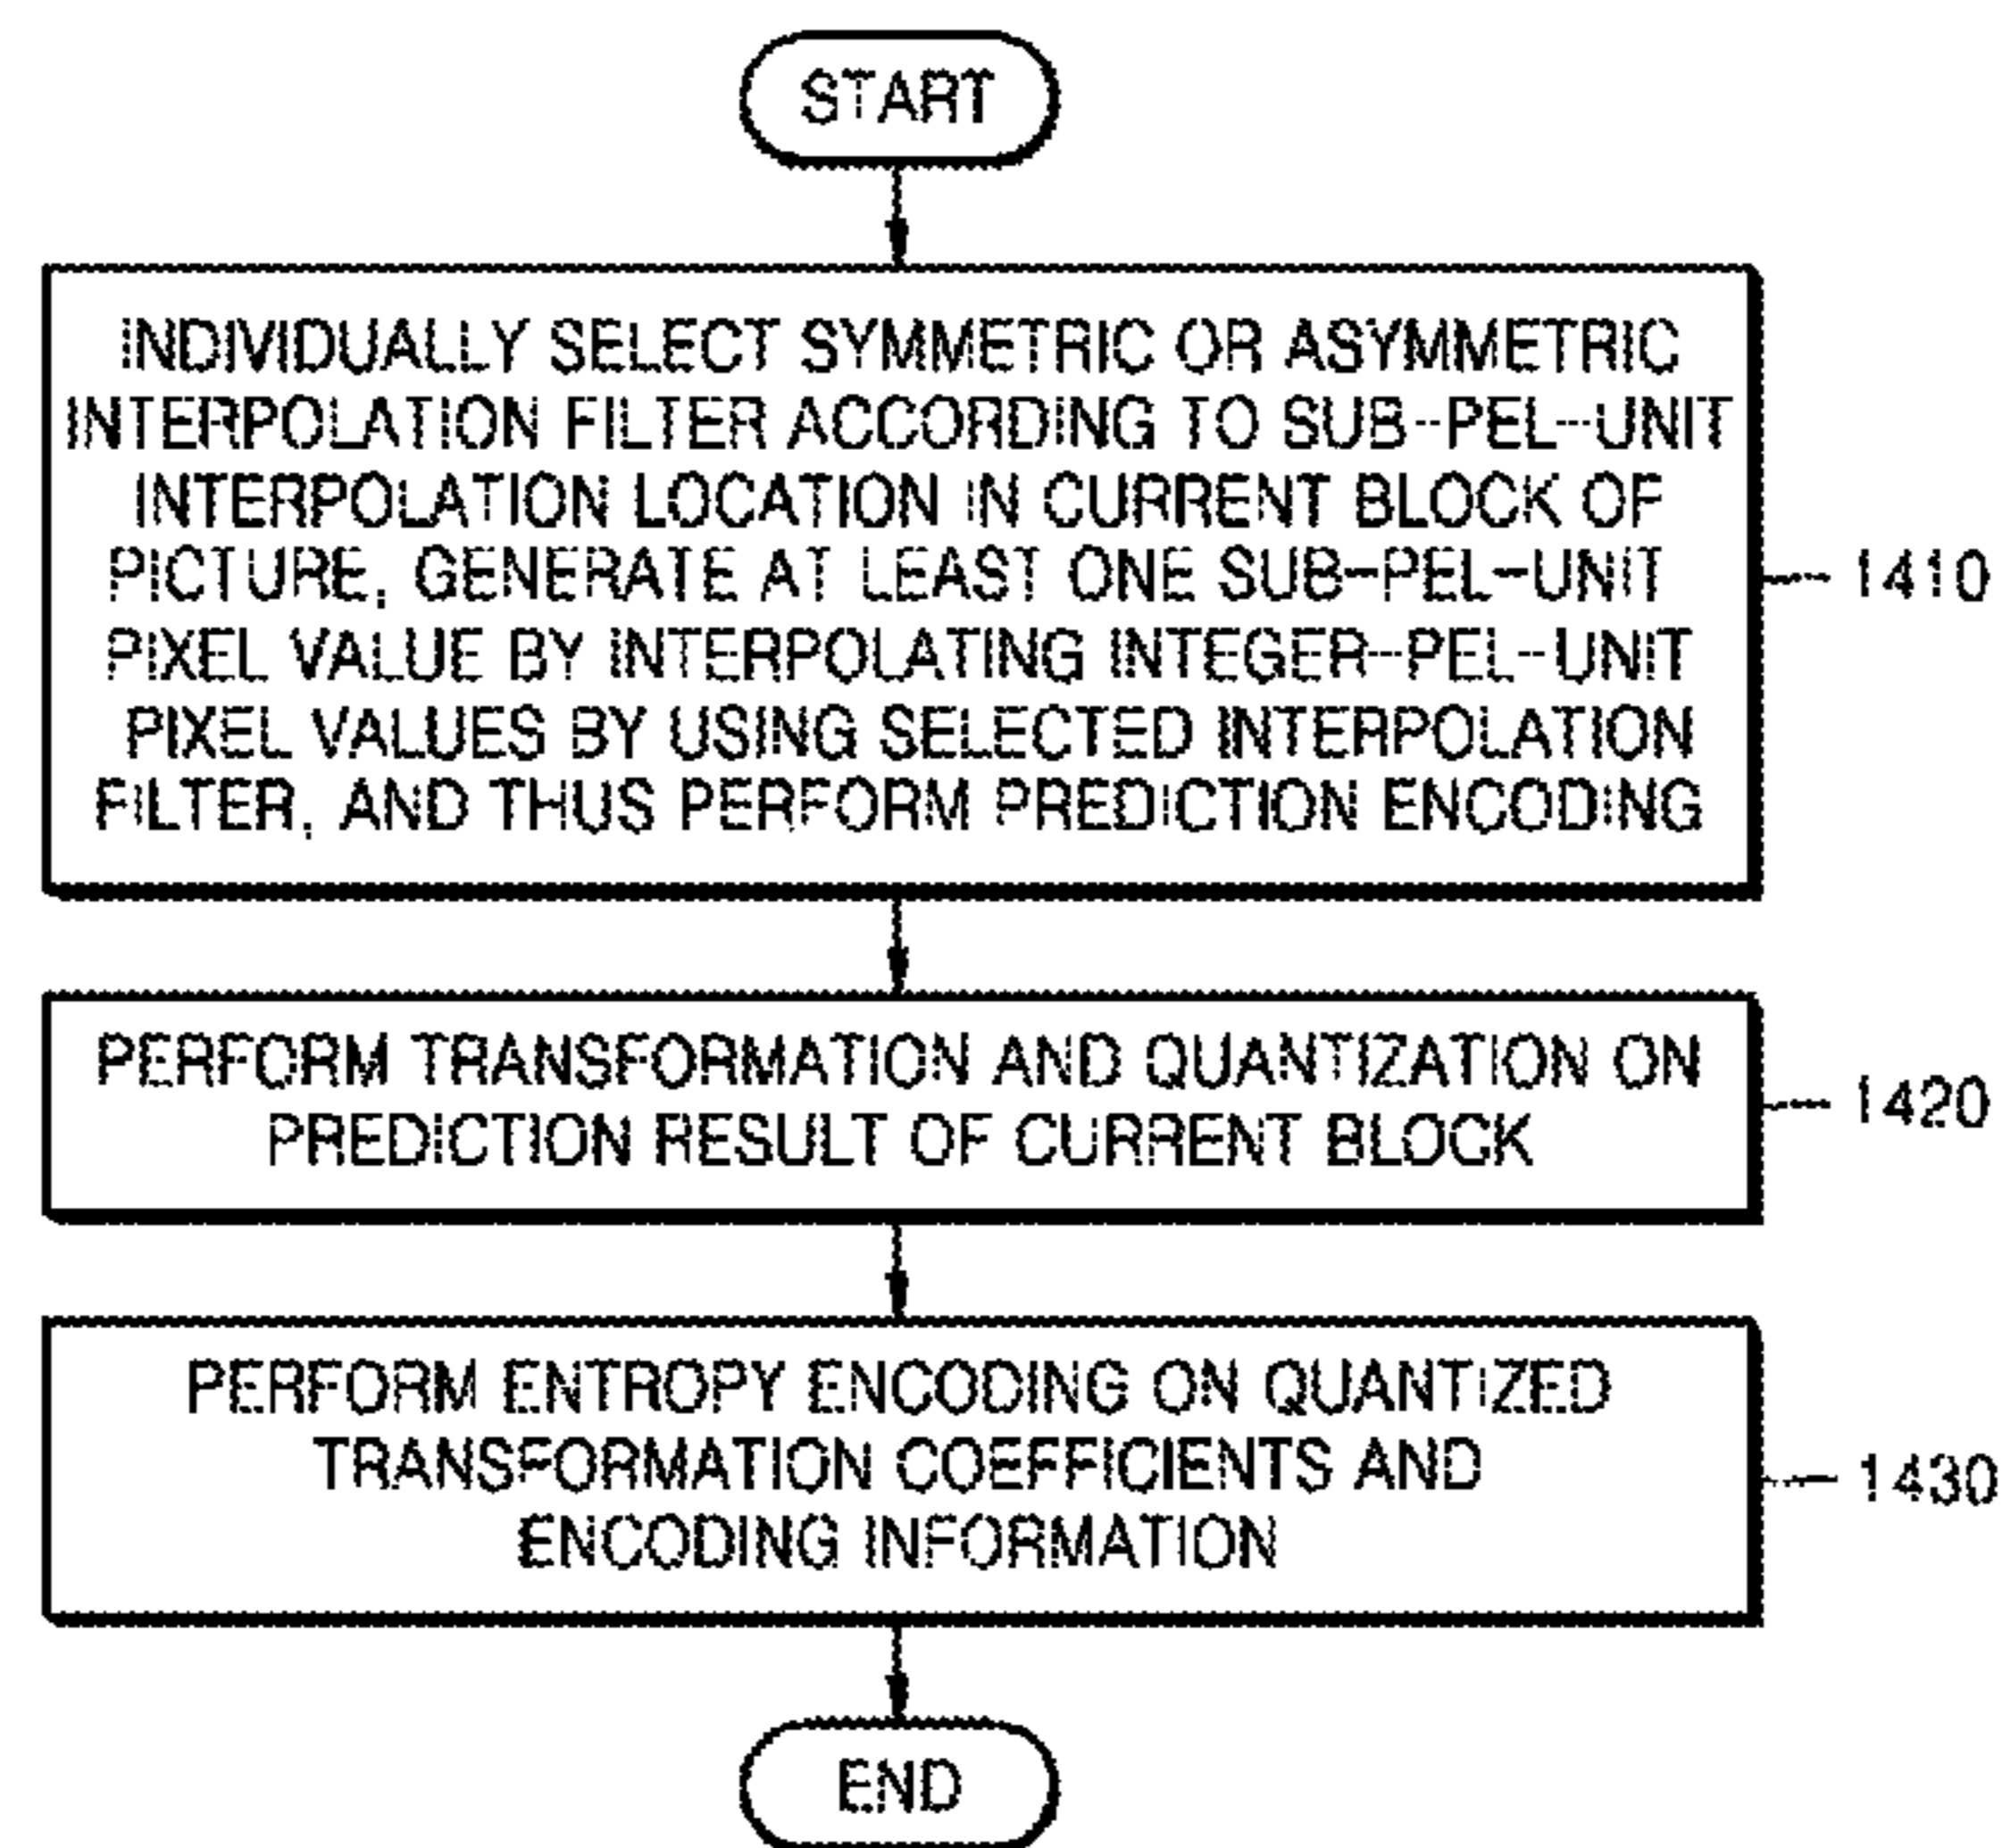 START
INDIVIDUALLY SELECT SYMMETRIC OR ASYMMETRIC
INTERPOLATION FILTER ACCORDING TO SUB-PEL-UNIT
INTERPOLATION LOCATION IN CURRENT BLOCK OF
PICTURE, GENERATE AT LEAST ONE SUB-PEL-UNIT
PIXEL VALUE BY INTERPOLATING INTEGER-PEL-UNIT
PIXEL VALUES BY USING SELECTED INTERPOLATION
FILTER, AND THUS PERFORM PREDICTION ENCODING
1410
PERFORM TRANSFORMATION AND QUANTIZATION ON
PREDICTION RESULT OF CURRENT BLOCK
1420
PERFORM ENTROPY ENCODING ON QUANTIZED
TRANSFORMATION COEFFICIENTS AND
ENCODING INFORMATION
1430
END